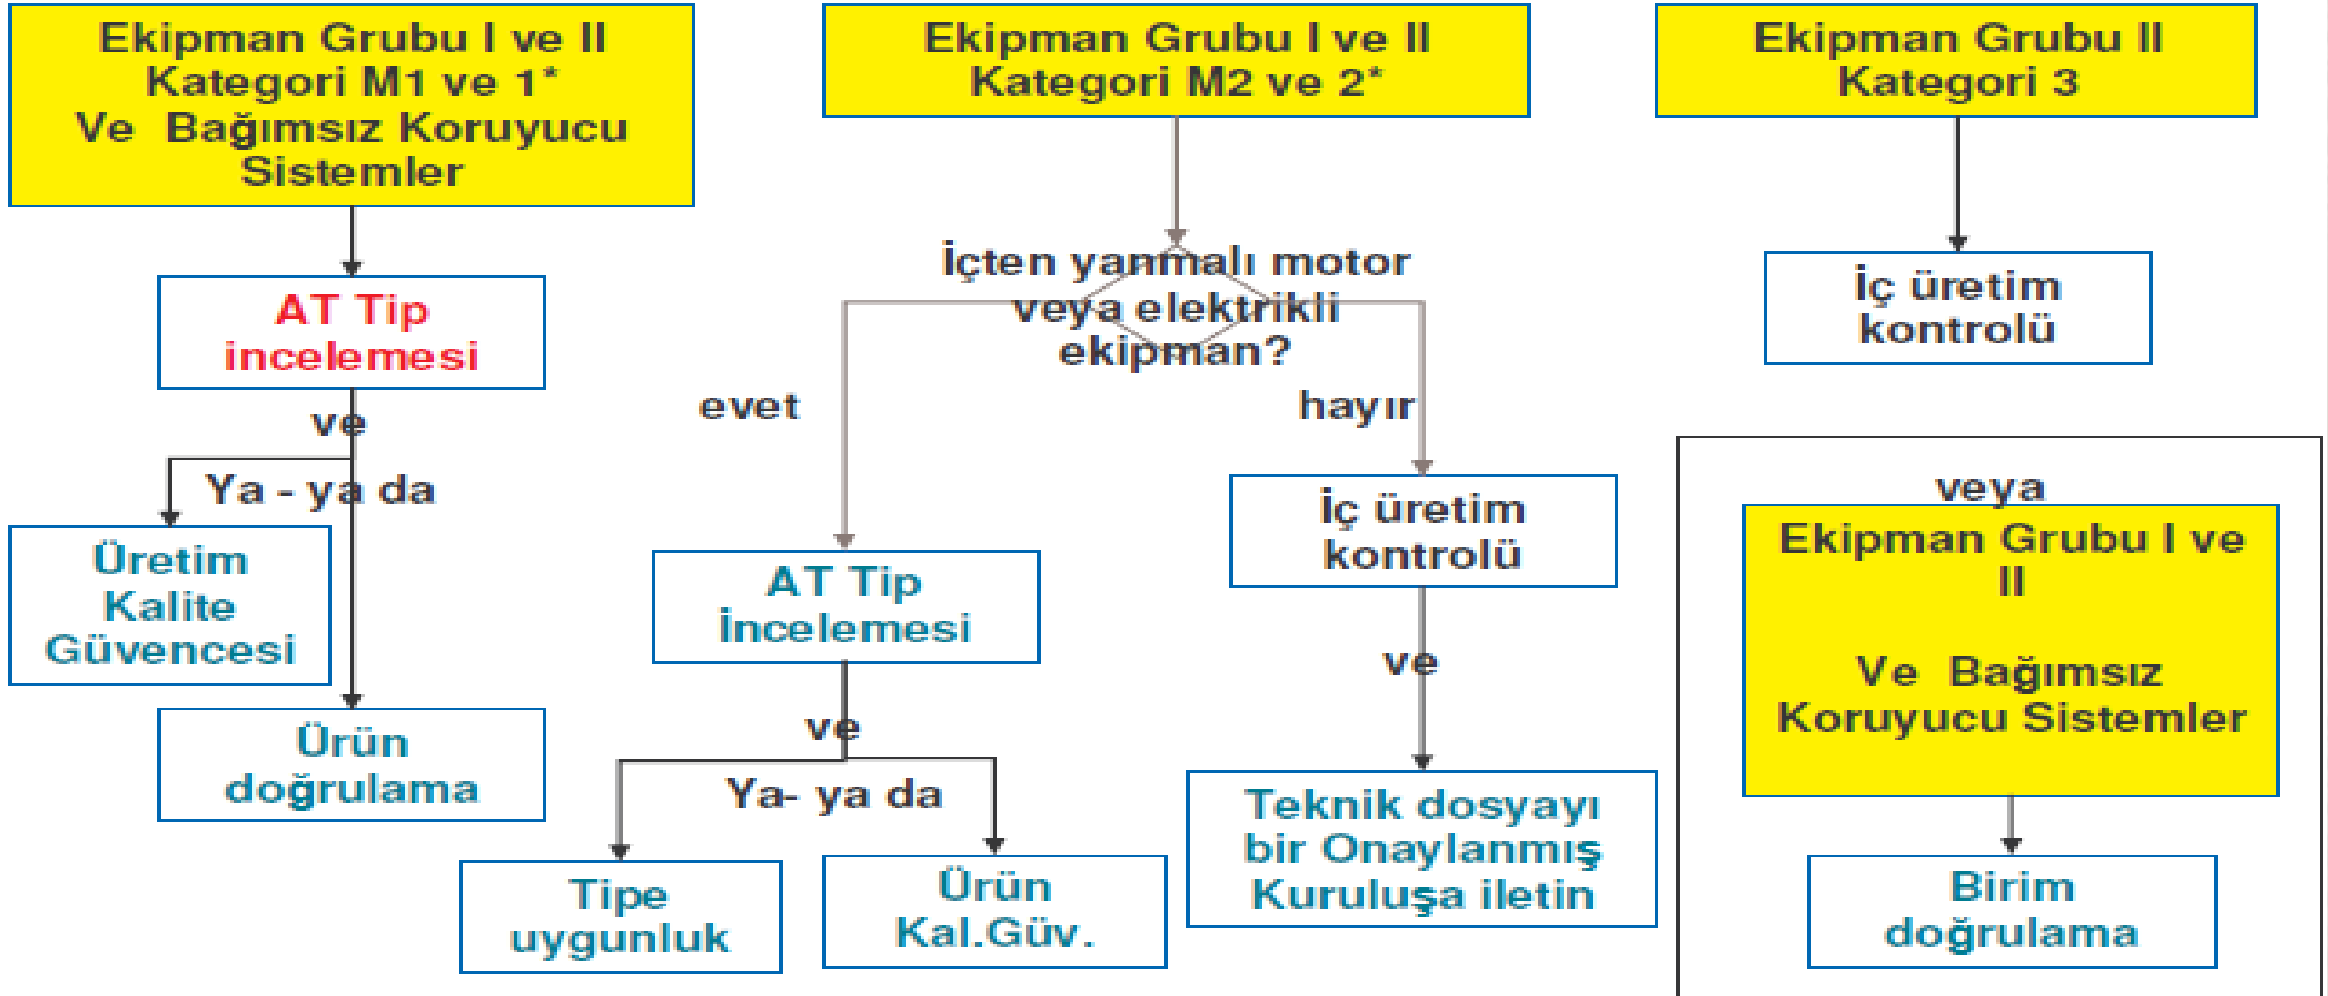 Ekipman Grubu I ve II
Kategori M1 ve 1*
Ve Bağımsız Koruyucu
Sistemler
AT Tip
incelemesi
ve
Ya - ya da
Üretim
Kalite
Güvencesi
Ürün
doğrulama
Ekipman Grubu I ve II
Kategori M2 ve 2*
İçten yanmalı motor
veya elektrikli
ekipman?
evet
hayır
AT Tip
İncelemesi
ve
Ya- ya da
Tipe
uygunluk
Ürün
Kal.Güv.
İç üretim
kontrolü
ve
Teknik dosyayı
bir Onaylanmış
Kuruluşa iletin
Ekipman Grubu II
Kategori 3
İç üretim
kontrolü
veya
Ekipman Grubu I ve
II
Ve Bağımsız
Koruyucu Sistemler
Birim
doğrulama